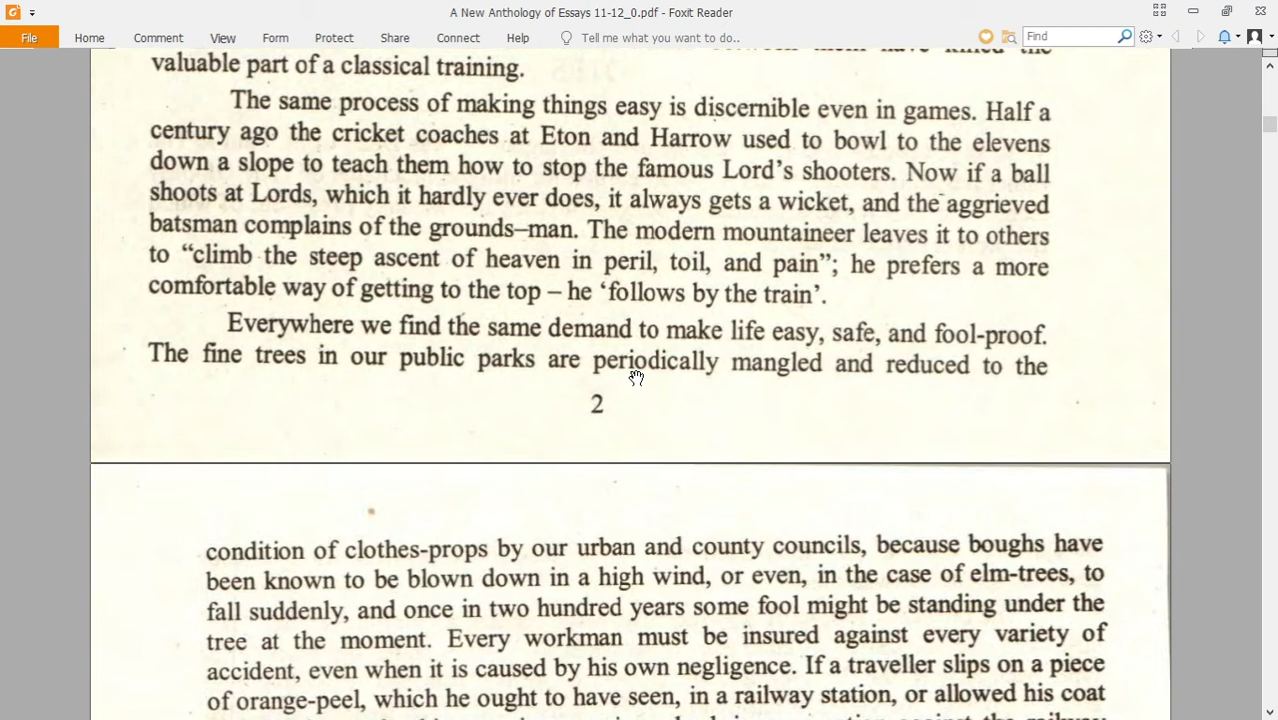 A New Anthology of Essays 11-12_0.pdf - Foxit Reader
File Home Comment View Form Protect Share Connect Help Tell me what you want to do.. Find
valuable part of a classical training.
The same process of making things easy is discernible even in games. Half a
century ago the cricket coaches at Eton and Harrow used to bowl to the elevens
down a slope to teach them how to stop the famous Lord's shooters. Now if a ball
shoots at Lords, which it hardly ever does, it always gets a wicket, and the aggrieved
batsman complains of the grounds–man. The modern mountaineer leaves it to others
to “climb the steep ascent of heaven in peril, toil, and pain”; he prefers a more
comfortable way of getting to the top – he ‘follows by the train’.
Everywhere we find the same demand to make life easy, safe, and fool-proof.
The fine trees in our public parks are periodically mangled and reduced to the
2
condition of clothes-props by our urban and county councils, because boughs have
been known to be blown down in a high wind, or even, in the case of elm-trees, to
fall suddenly, and once in two hundred years some fool might be standing under the
tree at the moment. Every workman must be insured against every variety of
accident, even when it is caused by his own negligence. If a traveller slips on a piece
of orange-peel, which he ought to have seen, in a railway station, or allowed his coat